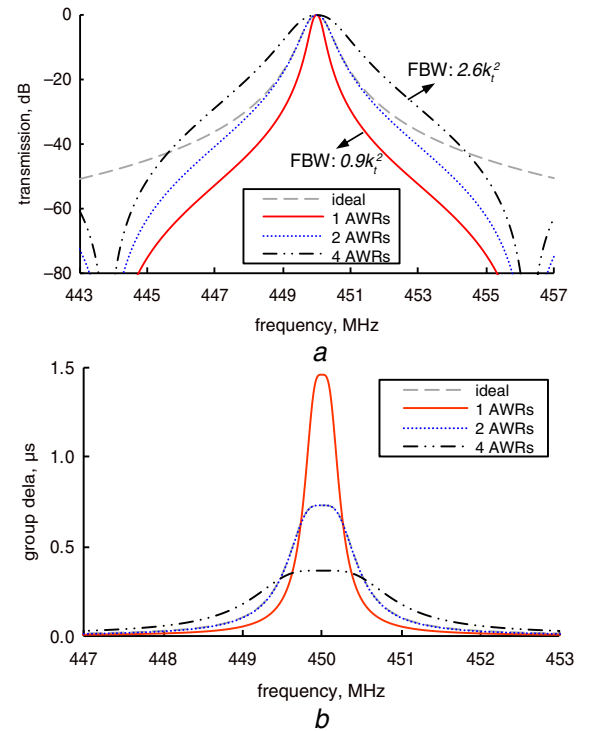 0
–20
–40
–60
–80
transmission, dB
FBW: 2.6k_t^2
FBW: 0.9k_t^2
ideal
1 AWRs
2 AWRs
4 AWRs
443 445 447 449 451 453 455 457
frequency, MHz
a
1.5
1.0
0.5
0.0
group dela, µs
ideal
1 AWRs
2 AWRs
4 AWRs
447 448 449 450 451 452 453
frequency, MHz
b